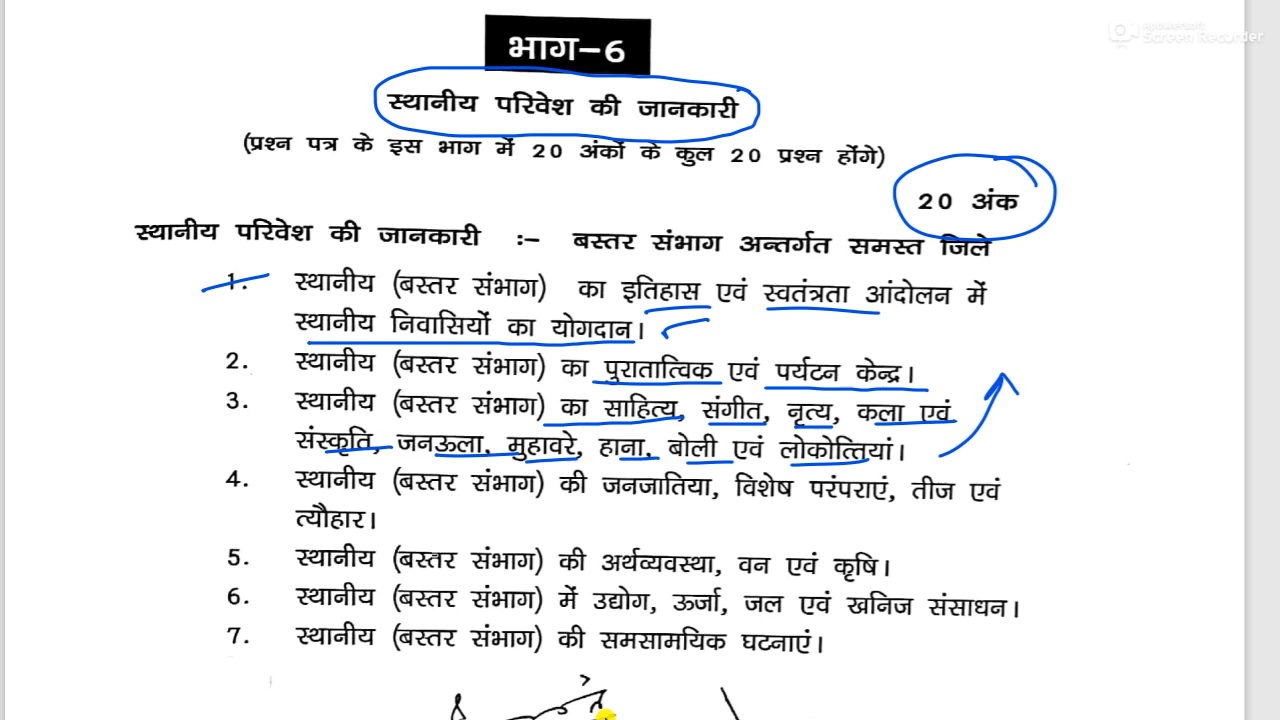 Apowersoft
Screen Recorder
भाग–6
स्थानीय परिवेश की जानकारी
(प्रश्न पत्र के इस भाग में 20 अंकों के कुल 20 प्रश्न होंगे)
20 अंक
स्थानीय परिवेश की जानकारी :– बस्तर संभाग अन्तर्गत समस्त जिले
1. स्थानीय (बस्तर संभाग) का इतिहास एवं स्वतंत्रता आंदोलन में
स्थानीय निवासियों का योगदान।
2. स्थानीय (बस्तर संभाग) का पुरातात्विक एवं पर्यटन केन्द्र।
3. स्थानीय (बस्तर संभाग) का साहित्य, संगीत, नृत्य, कला एवं
संस्कृति, जनऊला, मुहावरे, हाना, बोली एवं लोकोत्तियां।
4. स्थानीय (बस्तर संभाग) की जनजातिया, विशेष परंपराएं, तीज एवं
त्यौहार।
5. स्थानीय (बस्तर संभाग) की अर्थव्यवस्था, वन एवं कृषि।
6. स्थानीय (बस्तर संभाग) में उद्योग, ऊर्जा, जल एवं खनिज संसाधन।
7. स्थानीय (बस्तर संभाग) की समसामयिक घटनाएं।